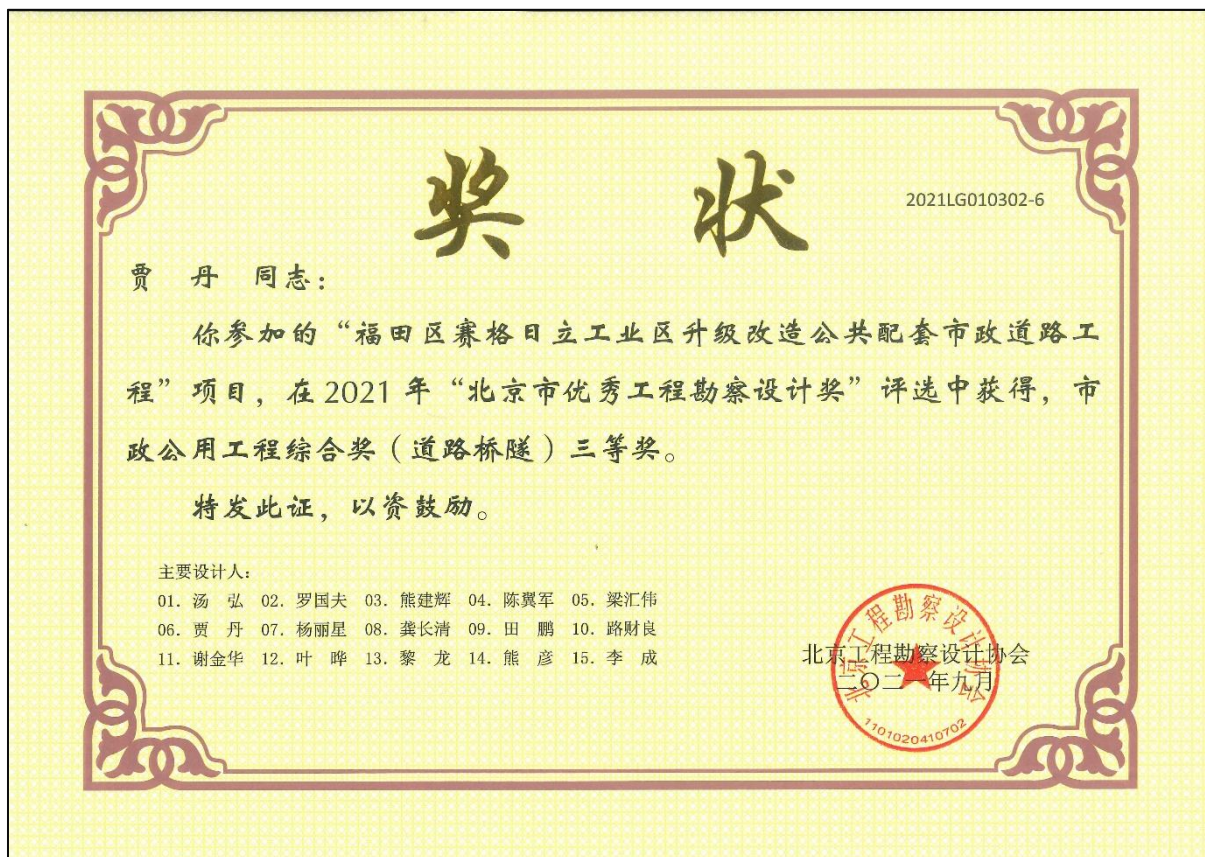 奖 状
2021LG010302-6
贾 丹 同志：
你参加的“福田区赛格日立工业区升级改造公共配套市政道路工
程”项目，在2021年“北京市优秀工程勘察设计奖”评选中获得，市
政公用工程综合奖（道路桥隧）三等奖。
特发此证，以资鼓励。
主要设计人：
01. 汤 弘 02. 罗国夫 03. 熊建辉 04. 陈翼军 05. 梁汇伟
06. 贾 丹 07. 杨丽星 08. 龚长清 09. 田 鹏 10. 路财良
11. 谢金华 12. 叶 晔 13. 黎 龙 14. 熊 彦 15. 李 成
北京工程勘察设计协会
二〇二一年九月
北京工程勘察设计协会
1101020410702